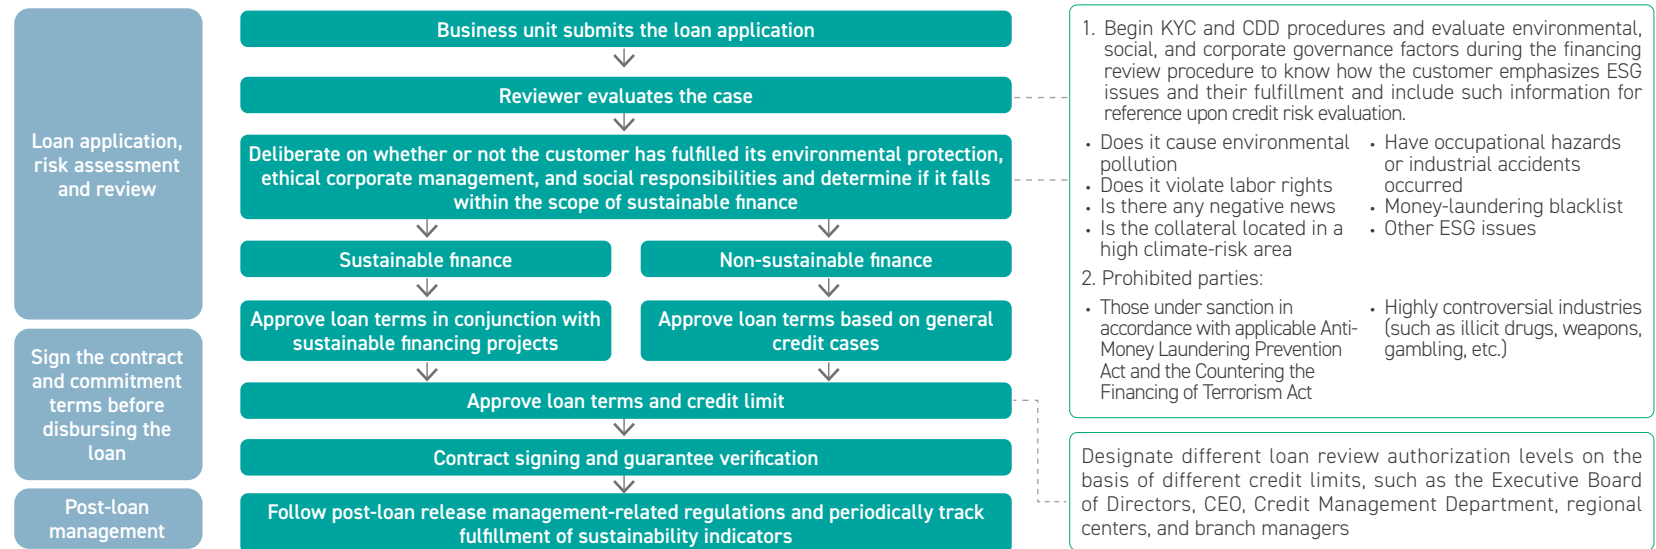 Loan application,
risk assessment
and review
Sign the contract
and commitment
terms before
disbursing the
loan
Post-loan
management
Business unit submits the loan application
Reviewer evaluates the case
Deliberate on whether or not the customer has fulfilled its environmental protection,
ethical corporate management, and social responsibilities and determine if it falls
within the scope of sustainable finance
Sustainable finance
Non-sustainable finance
Approve loan terms in conjunction with
sustainable financing projects
Approve loan terms based on general
credit cases
Approve loan terms and credit limit
Contract signing and guarantee verification
Follow post-loan release management-related regulations and periodically track
fulfillment of sustainability indicators
1. Begin KYC and CDD procedures and evaluate environmental,
social, and corporate governance factors during the financing
review procedure to know how the customer emphasizes ESG
issues and their fulfillment and include such information for
reference upon credit risk evaluation.
• Does it cause environmental
pollution
• Does it violate labor rights
• Is there any negative news
• Is the collateral located in a
high climate-risk area
• Have occupational hazards
or industrial accidents
occurred
• Money-laundering blacklist
• Other ESG issues
2. Prohibited parties:
• Those under sanction in
accordance with applicable Anti-
Money Laundering Prevention
Act and the Countering the
Financing of Terrorism Act
• Highly controversial industries
(such as illicit drugs, weapons,
gambling, etc.)
Designate different loan review authorization levels on the
basis of different credit limits, such as the Executive Board
of Directors, CEO, Credit Management Department, regional
centers, and branch managers